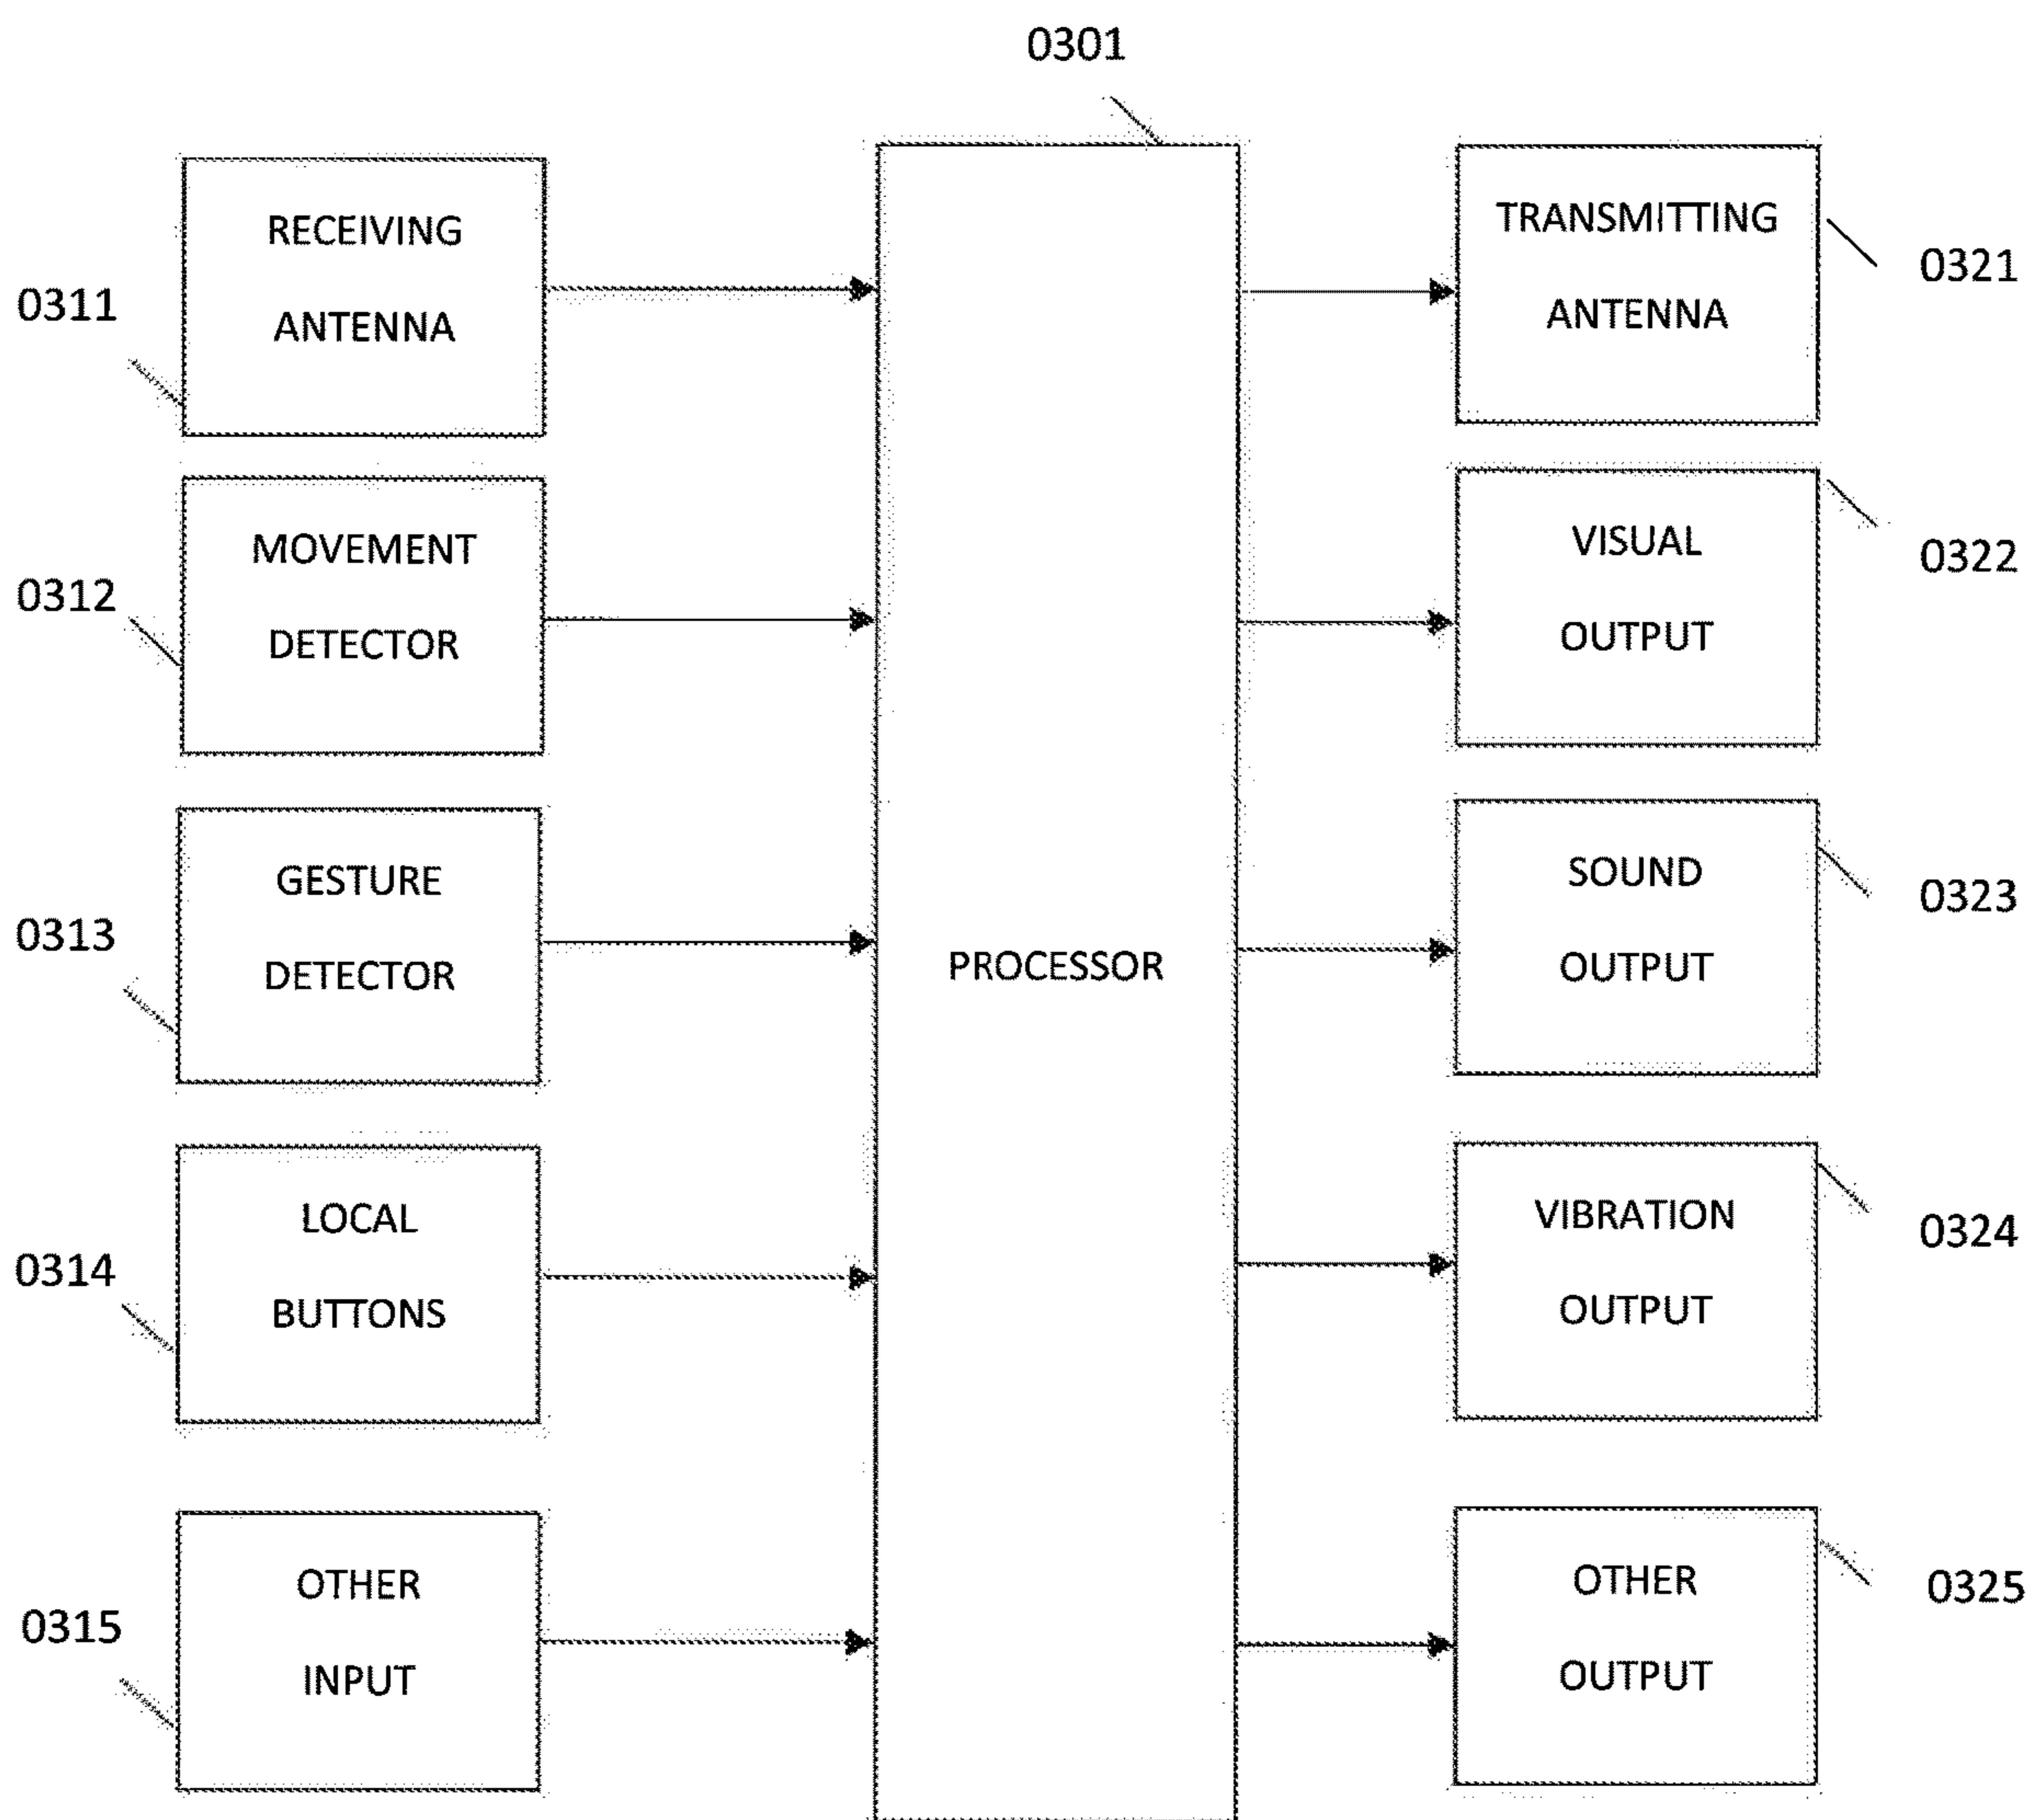 0301
RECEIVING
ANTENNA
0311
MOVEMENT
DETECTOR
0312
GESTURE
DETECTOR
0313
LOCAL
BUTTONS
0314
OTHER
INPUT
0315
PROCESSOR
TRANSMITTING
ANTENNA
0321
VISUAL
OUTPUT
0322
SOUND
OUTPUT
0323
VIBRATION
OUTPUT
0324
OTHER
OUTPUT
0325